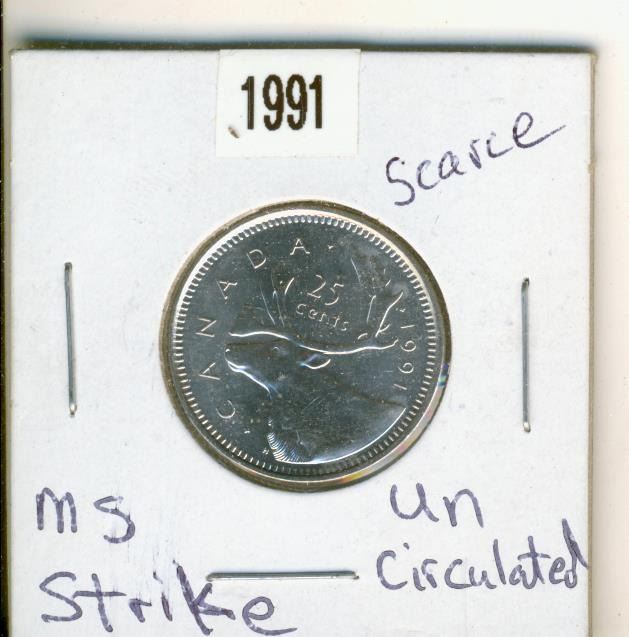 1991
Scarce
CANADA
25
cents
1991
MS
Strike
Un
Circulated